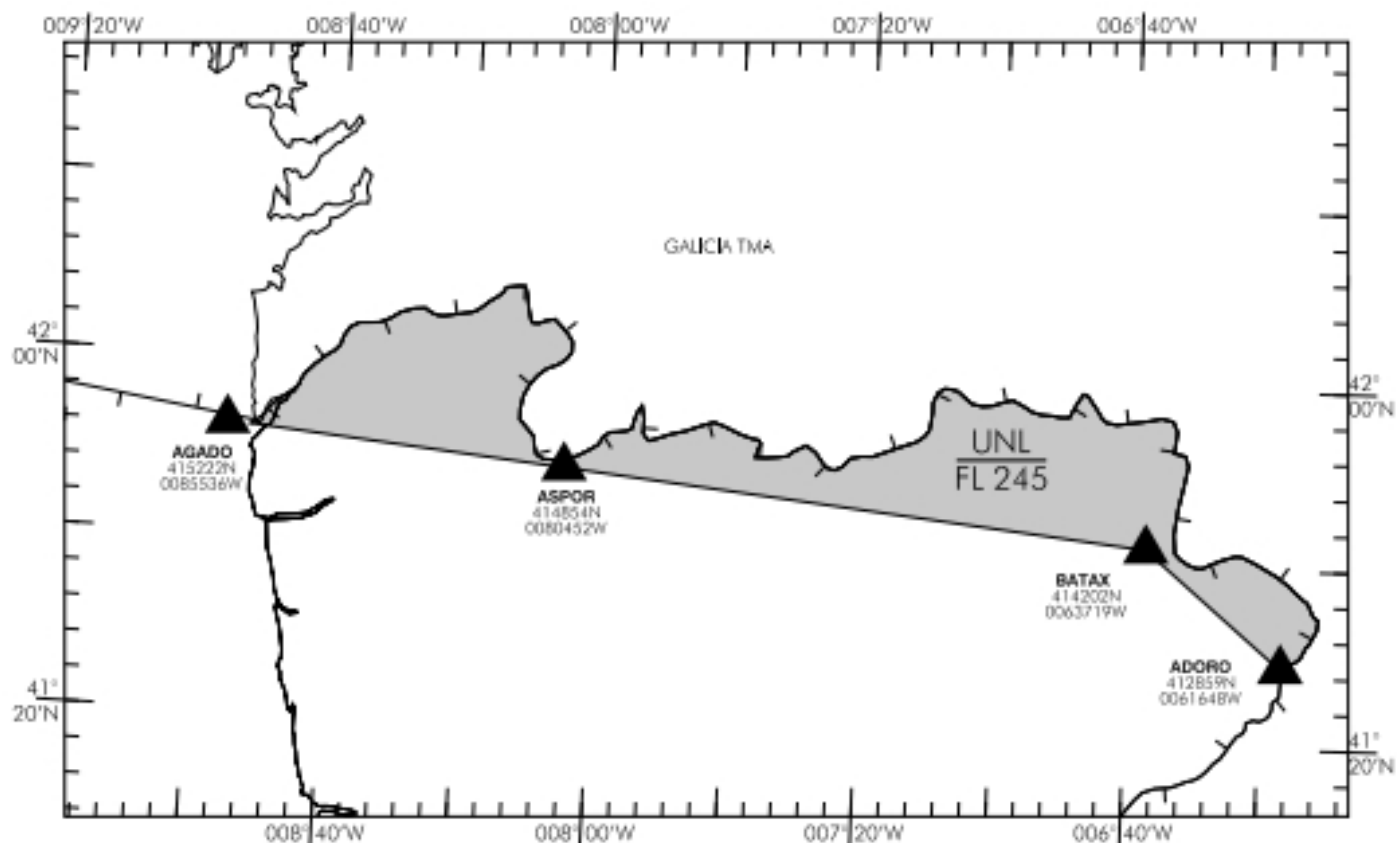 009°20'W 008°40'W 008°00'W 007°20'W 006°40'W
GALICIA TMA
42°
00'N
42°
00'N
UNL
FL 245
AGADO
415222N
0085536W
ASPOR
414854N
0080452W
BATAX
414202N
0063719W
ADORO
412859N
0061648W
41°
20'N
41°
20'N
008°40'W 008°00'W 007°20'W 006°40'W